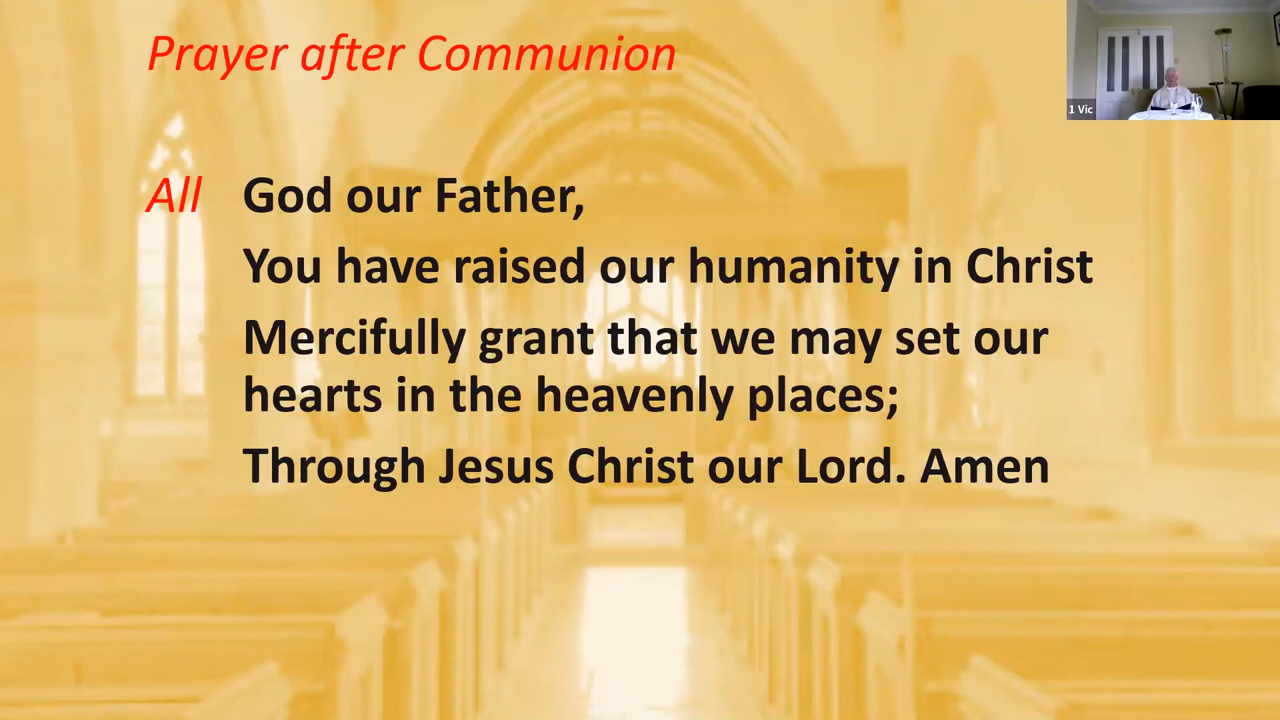 Prayer after Communion
1 Vic
All God our Father,
You have raised our humanity in Christ
Mercifully grant that we may set our
hearts in the heavenly places;
Through Jesus Christ our Lord. Amen